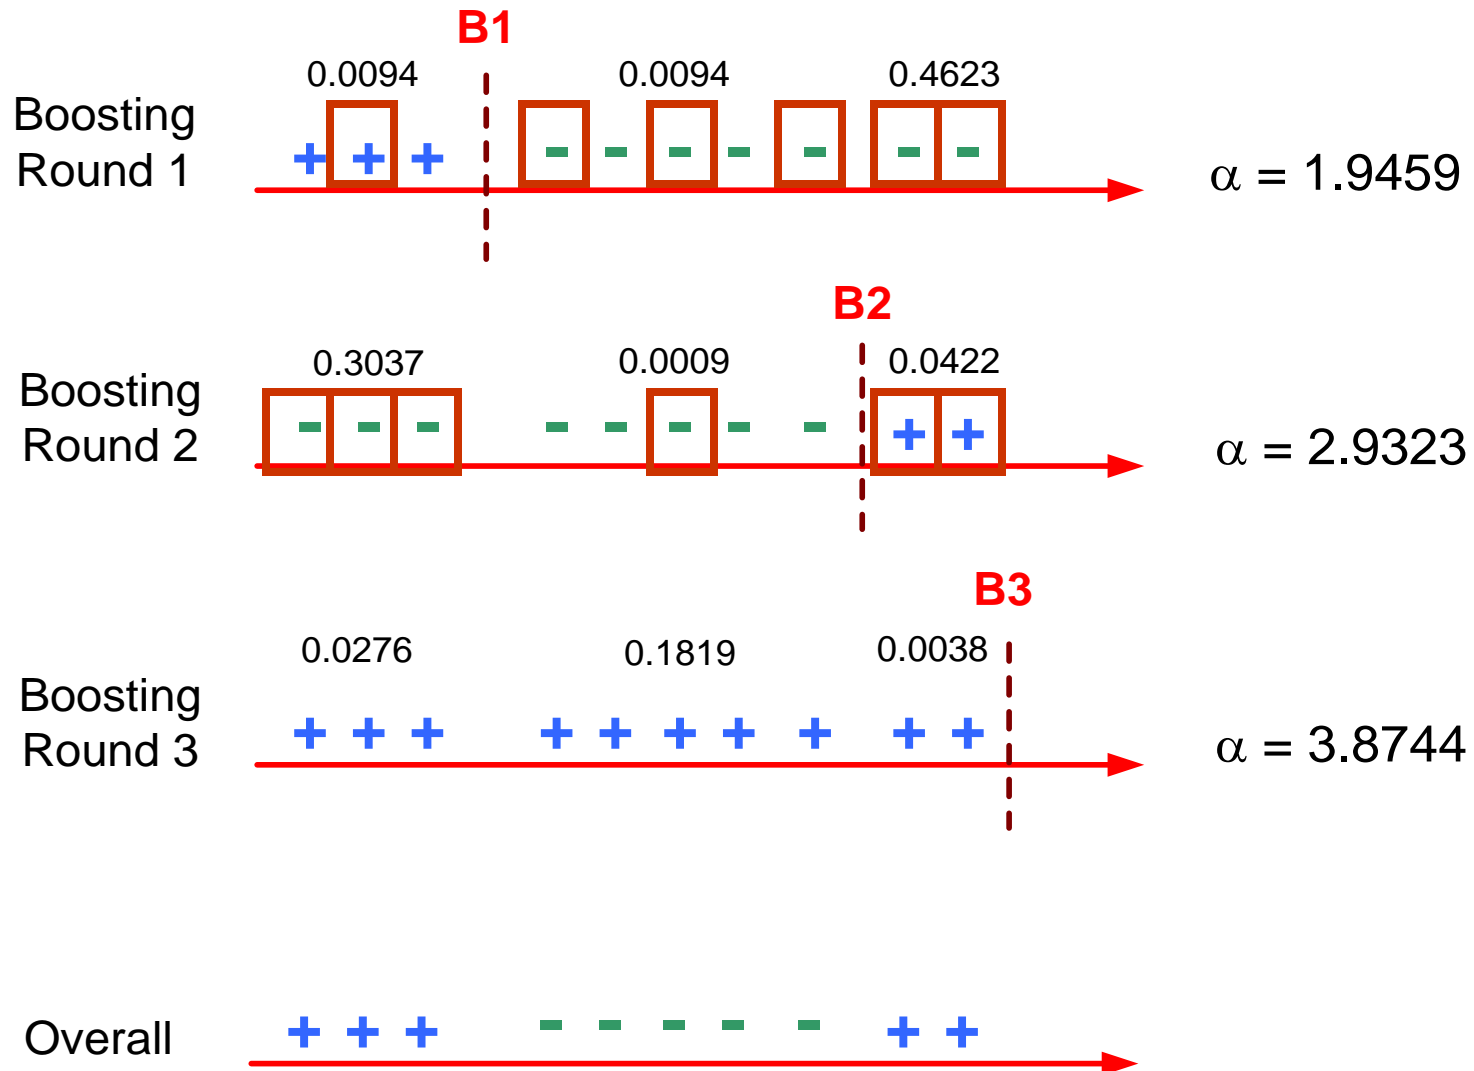 B1
0.0094 0.0094 0.4623
Boosting
Round 1
+ + + - - - - - - -
α = 1.9459
B2
0.3037 0.0009 0.0422
Boosting
Round 2
- - - - - - - - + +
α = 2.9323
B3
0.0276 0.1819 0.0038
Boosting
Round 3
+ + + + + + + + + +
α = 3.8744
Overall
+ + + - - - - - + +